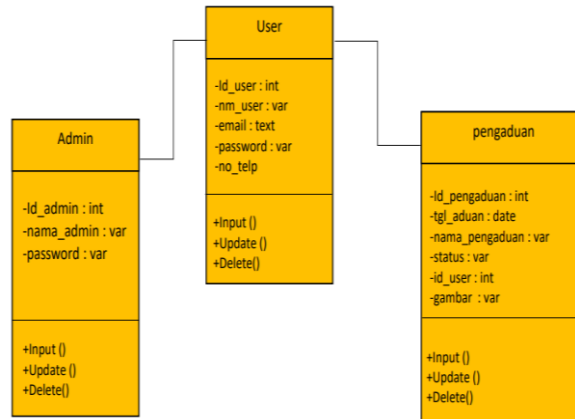 User
-Id_user : int
-nm_user : var
-email : text
-password : var
-no_telp
+Input ()
+Update ()
+Delete()
Admin
-Id_admin : int
-nama_admin : var
-password : var
+Input ()
+Update ()
+Delete()
pengaduan
-Id_pengaduan : int
-tgl_aduan : date
-nama_pengaduan : var
-status : var
-id_user : int
-gambar : var
+Input ()
+Update ()
+Delete()